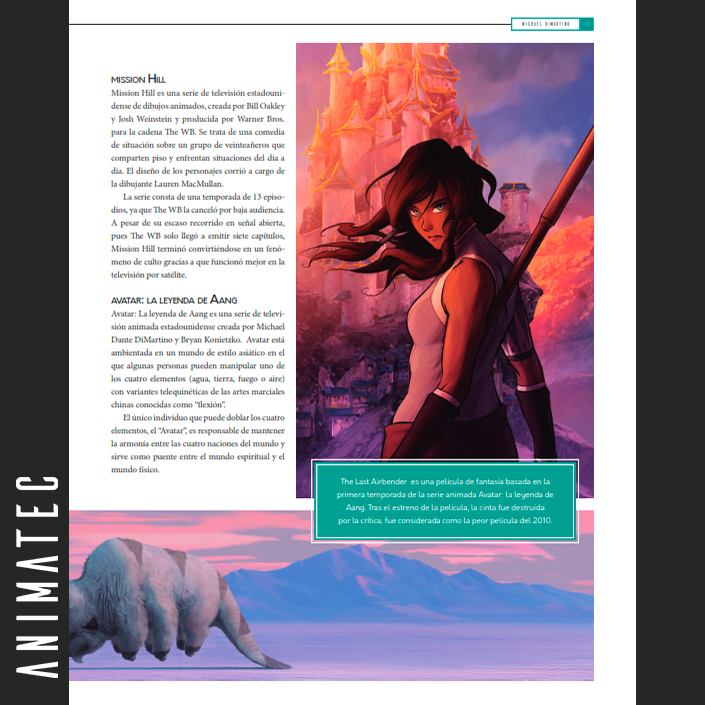 MICHAEL DIMARTINO
MISSION HILL
Mission Hill es una serie de televisión estadouni-
dense de dibujos animados, creada por Bill Oakley
y Josh Weinstein y producida por Warner Bros.
para la cadena The WB. Se trata de una comedia
de situación sobre un grupo de veinteañeros que
comparten piso y enfrentan situaciones del día a
día. El diseño de los personajes corrió a cargo de
la dibujante Lauren MacMullan.
La serie consta de una temporada de 13 episo-
dios, ya que The WB la canceló por baja audiencia.
A pesar de su escaso recorrido en señal abierta,
pues The WB solo llegó a emitir siete capítulos,
Mission Hill terminó convirtiéndose en un fenó-
meno de culto gracias a que funcionó mejor en la
televisión por satélite.
AVATAR: LA LEYENDA DE AANG
Avatar: La leyenda de Aang es una serie de televi-
sión animada estadounidense creada por Michael
Dante DiMartino y Bryan Konietzko. Avatar está
ambientada en un mundo de estilo asiático en el
que algunas personas pueden manipular uno de
los cuatro elementos (agua, tierra, fuego o aire)
con variantes telequinéticas de las artes marciales
chinas conocidas como “flexión”.
El único individuo que puede doblar los cuatro
elementos, el “Avatar”, es responsable de mantener
la armonía entre las cuatro naciones del mundo y
sirve como puente entre el mundo espiritual y el
mundo físico.
The Last Airbender es una película de fantasía basada en la
primera temporada de la serie animada Avatar: la leyenda de
Aang. Tras el estreno de la película, la cinta fue destruida
por la crítica, fue considerada como la peor película del 2010.
ANIMATEC